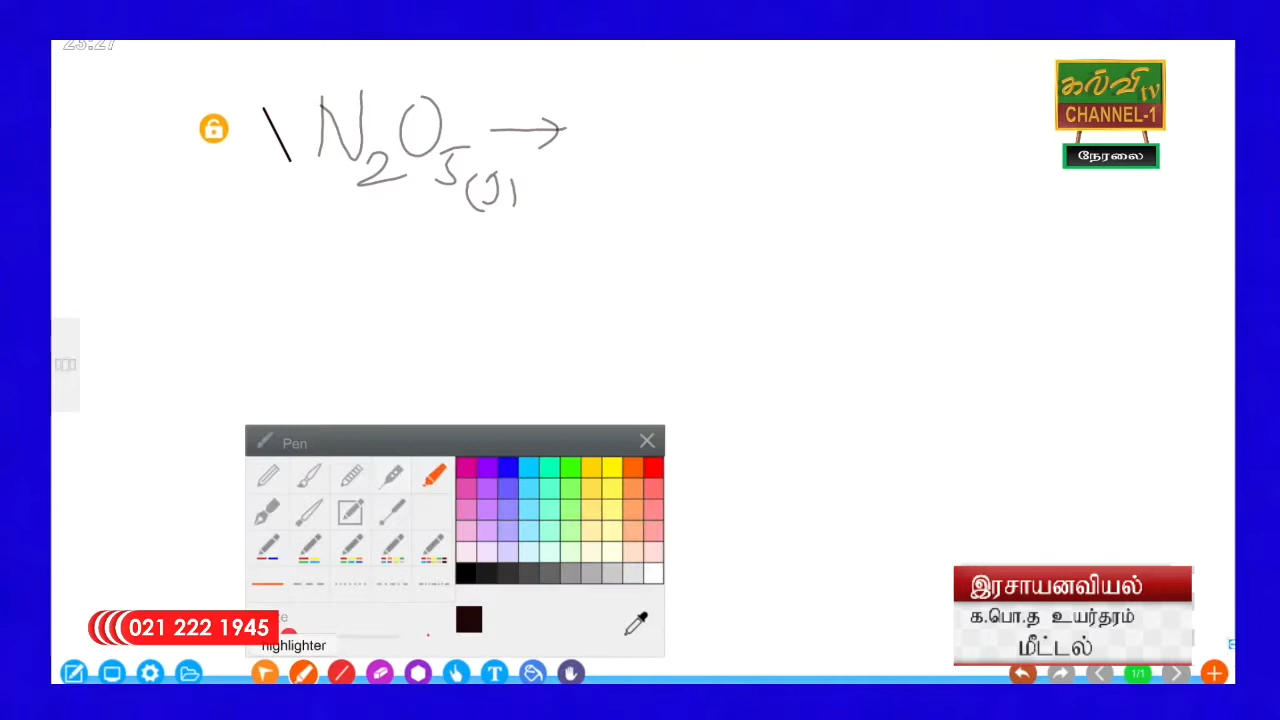 23:27
N₂O₅(g) →
கல்வி tv
CHANNEL-1
நேரலை
Pen
021 222 1945
highlighter
இரசாயனவியல்
க.பொ.த உயர்தரம்
மீட்டல்
T
1/1